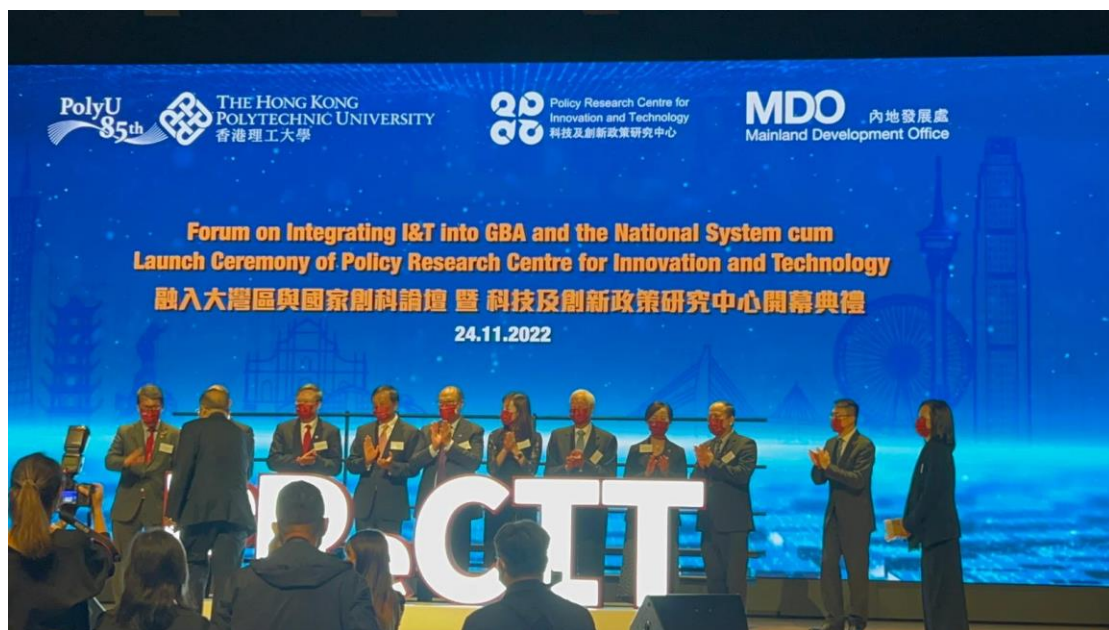 PolyU
85th
THE HONG KONG
POLYTECHNIC UNIVERSITY
香港理工大學
Policy Research Centre for
Innovation and Technology
科技及創新政策研究中心
MDO 內地發展處
Mainland Development Office
Forum on Integrating I&T into GBA and the National System cum
Launch Ceremony of Policy Research Centre for Innovation and Technology
融入大灣區與國家創科論壇 暨 科技及創新政策研究中心開幕典禮
24.11.2022
ReCIT